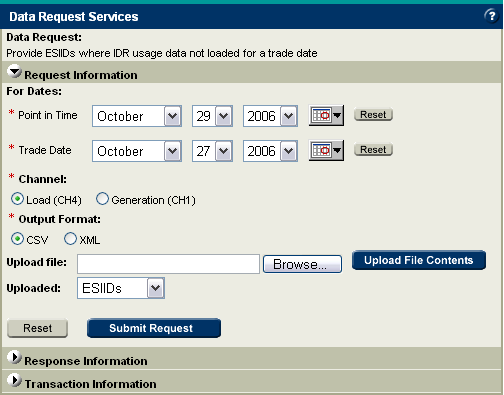 Data Request Services ?
Data Request:
Provide ESIIDs where IDR usage data not loaded for a trade date
Request Information
For Dates:
* Point in Time October 29 2006 Reset
* Trade Date October 27 2006 Reset
* Channel:
Load (CH4) Generation (CH1)
* Output Format:
CSV XML
Upload file: Browse... Upload File Contents
Uploaded: ESIIDs
Reset Submit Request
Response Information
Transaction Information